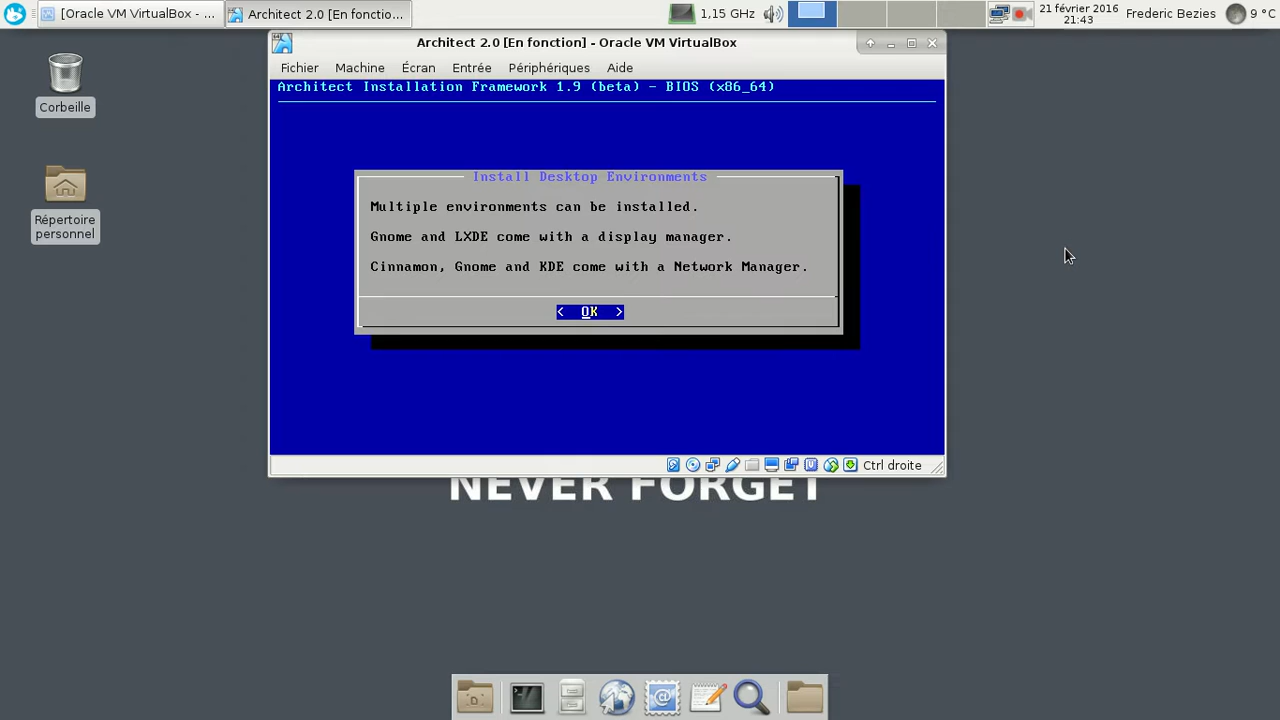 [Oracle VM VirtualBox - ...
Architect 2.0 [En fonctio...
1,15 GHz
21 février 2016
21:43
Frederic Bezies
9 °C
Corbeille
Répertoire
personnel
Architect 2.0 [En fonction] - Oracle VM VirtualBox
Fichier Machine Écran Entrée Périphériques Aide
Architect Installation Framework 1.9 (beta) - BIOS (x86_64)
Install Desktop Environments
Multiple environments can be installed.
Gnome and LXDE come with a display manager.
Cinnamon, Gnome and KDE come with a Network Manager.
< OK >
Ctrl droite
NEVER FORGET